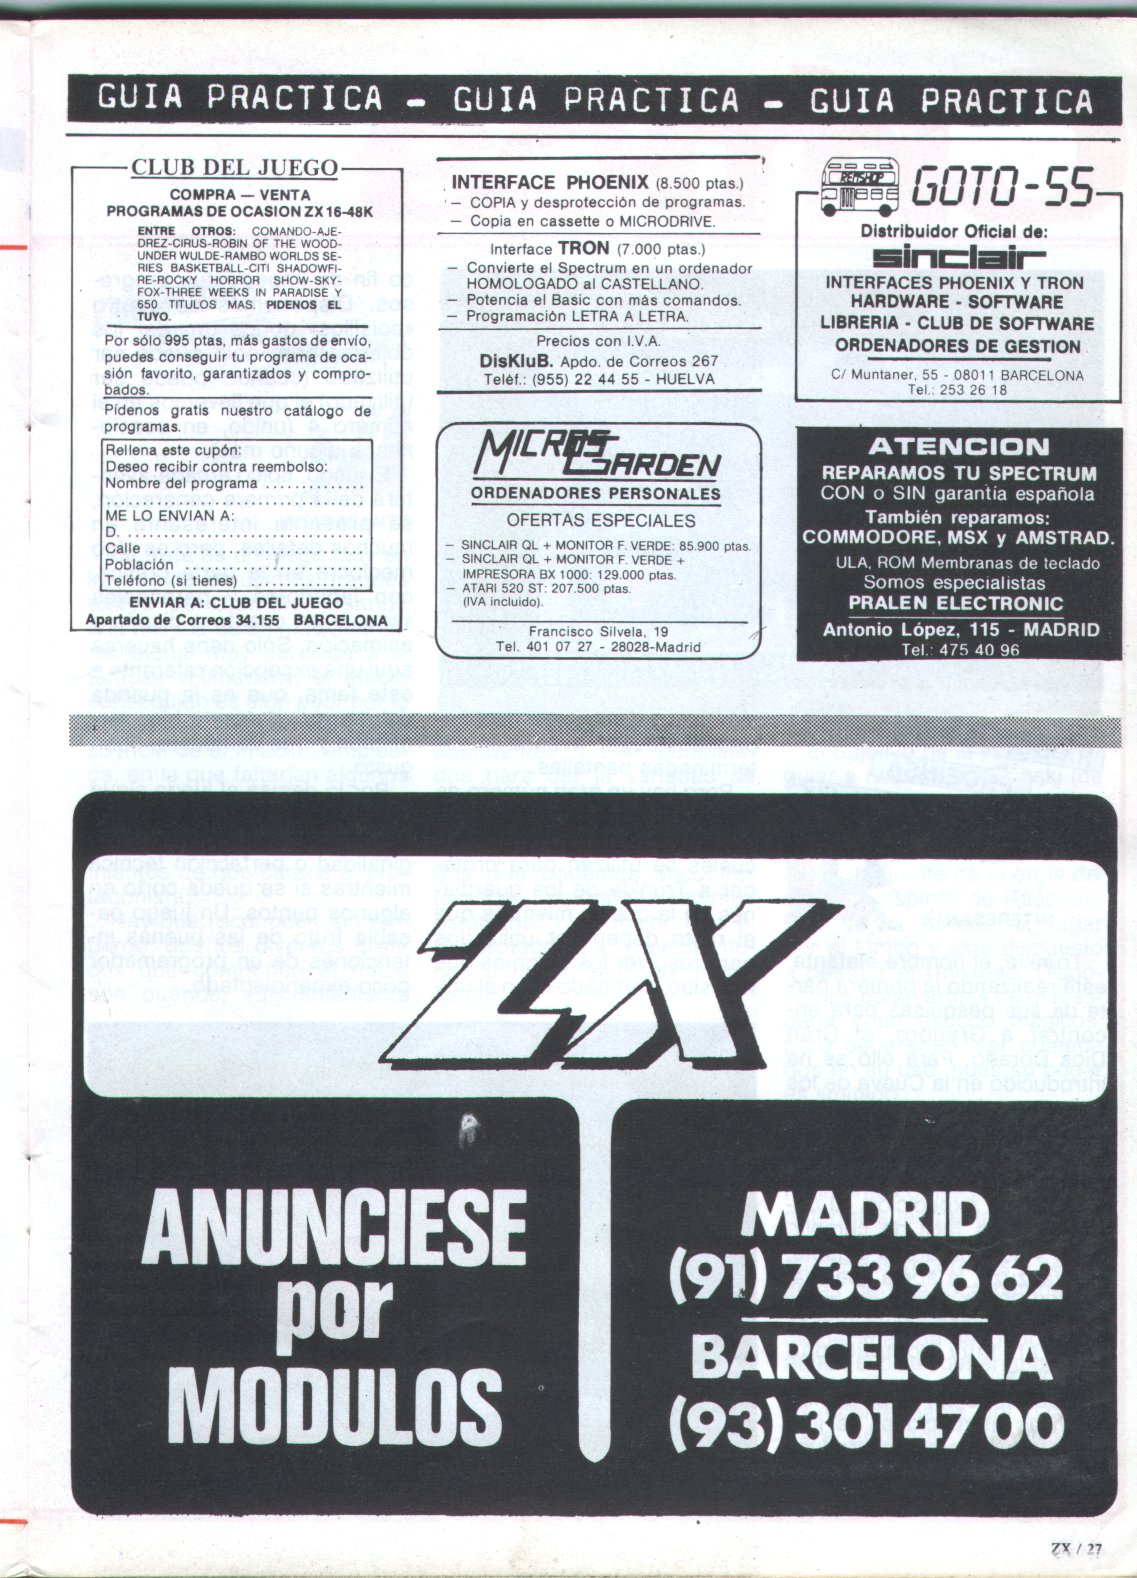 GUIA PRACTICA - GUIA PRACTICA - GUIA PRACTICA
CLUB DEL JUEGO
COMPRA — VENTA
PROGRAMAS DE OCASION ZX 16-48K
ENTRE OTROS: COMANDO-AJE-
DREZ-CIRUS-ROBIN OF THE WOOD-
UNDER WULDE-RAMBO WORLDS SE-
RIES BASKETBALL-CITI SHADOWFI-
RE-ROCKY HORROR SHOW-SKY-
FOX-THREE WEEKS IN PARADISE Y
650 TITULOS MAS. PIDENOS EL
TUYO.
Por sólo 995 ptas, más gastos de envío,
puedes conseguir tu programa de oca-
sión favorito, garantizados y compro-
bados.
Pídenos gratis nuestro catálogo de
programas.
Rellena este cupón:
Deseo recibir contra reembolso:
Nombre del programa . . . . . . . . . . . . . .
ME LO ENVIAN A:
D. . . . . . . . . . . . . . . . . . . . . . . . . . . . . . .
Calle . . . . . . . . . . . . . . . . . . . . . . . . . . . .
Población . . . . . . . . . . . . . . . . . . . . . . . .
Teléfono (si tienes) . . . . . . . . . . . . . . . .
ENVIAR A: CLUB DEL JUEGO
Apartado de Correos 34.155 BARCELONA
INTERFACE PHOENIX (8.500 ptas.)
— COPIA y desprotección de programas.
— Copia en cassette o MICRODRIVE.
Interface TRON (7.000 ptas.)
— Convierte el Spectrum en un ordenador
HOMOLOGADO al CASTELLANO.
— Potencia el Basic con más comandos.
— Programación LETRA A LETRA.
Precios con I.V.A.
DisKluB. Apdo. de Correos 267
Teléf.: (955) 22 44 55 - HUELVA
MICROS GARDEN
ORDENADORES PERSONALES
OFERTAS ESPECIALES
— SINCLAIR QL + MONITOR F. VERDE: 85.900 ptas.
— SINCLAIR QL + MONITOR F. VERDE +
IMPRESORA BX 1000: 129.000 ptas.
— ATARI 520 ST: 207.500 ptas.
(IVA incluido).
Francisco Silvela, 19
Tel. 401 07 27 - 28028-Madrid
REMSHOP
GOTO-55
Distribuidor Oficial de:
sinclair
INTERFACES PHOENIX Y TRON
HARDWARE - SOFTWARE
LIBRERIA - CLUB DE SOFTWARE
ORDENADORES DE GESTION
C/ Muntaner, 55 - 08011 BARCELONA
Tel.: 253 26 18
ATENCION
REPARAMOS TU SPECTRUM
CON o SIN garantía española
También reparamos:
COMMODORE, MSX y AMSTRAD.
ULA, ROM Membranas de teclado
Somos especialistas
PRALEN ELECTRONIC
Antonio López, 115 - MADRID
Tel.: 475 40 96
ZX
ANUNCIESE
por
MODULOS
MADRID
(91) 733 96 62
BARCELONA
(93) 301 47 00
ZX / 27